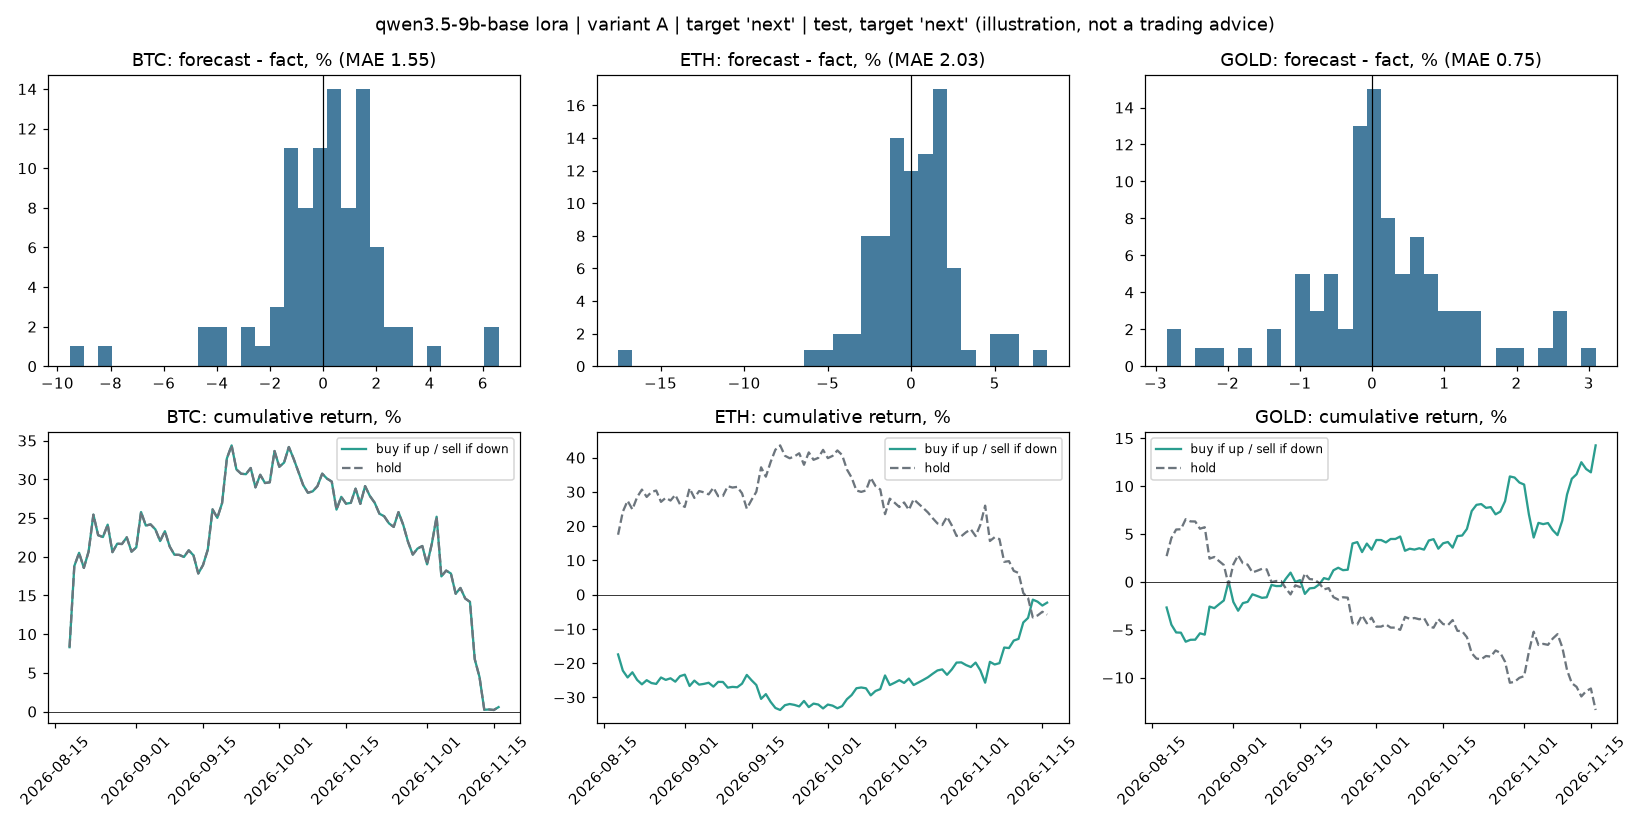 qwen3.5-9b-base lora | variant A | target 'next' | test, target 'next' (illustration, not a trading advice)
BTC: forecast - fact, % (MAE 1.55)
14
12
10
8
6
4
2
0
−10 −8 −6 −4 −2 0 2 4 6
ETH: forecast - fact, % (MAE 2.03)
16
14
12
10
8
6
4
2
0
−15 −10 −5 0 5
GOLD: forecast - fact, % (MAE 0.75)
14
12
10
8
6
4
2
0
−3 −2 −1 0 1 2 3
BTC: cumulative return, %
buy if up / sell if down
hold
35
30
25
20
15
10
5
0
2026-08-15 2026-09-01 2026-09-15 2026-10-01 2026-10-15 2026-11-01 2026-11-15
ETH: cumulative return, %
buy if up / sell if down
hold
40
30
20
10
0
−10
−20
−30
2026-08-15 2026-09-01 2026-09-15 2026-10-01 2026-10-15 2026-11-01 2026-11-15
GOLD: cumulative return, %
buy if up / sell if down
hold
15
10
5
0
−5
−10
2026-08-15 2026-09-01 2026-09-15 2026-10-01 2026-10-15 2026-11-01 2026-11-15